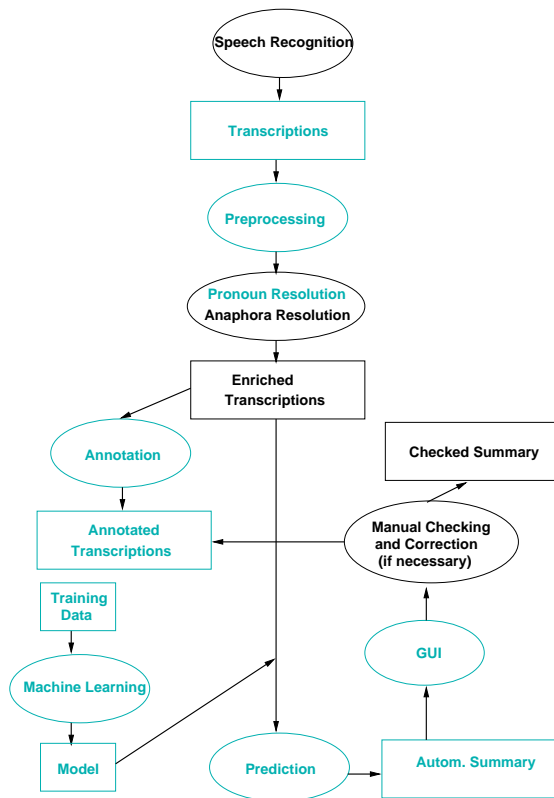 Speech Recognition
Transcriptions
Preprocessing
Pronoun Resolution
Anaphora Resolution
Enriched
Transcriptions
Annotation
Checked Summary
Annotated
Transcriptions
Manual Checking
and Correction
(if necessary)
Training
Data
GUI
Machine Learning
Model
Prediction
Autom. Summary